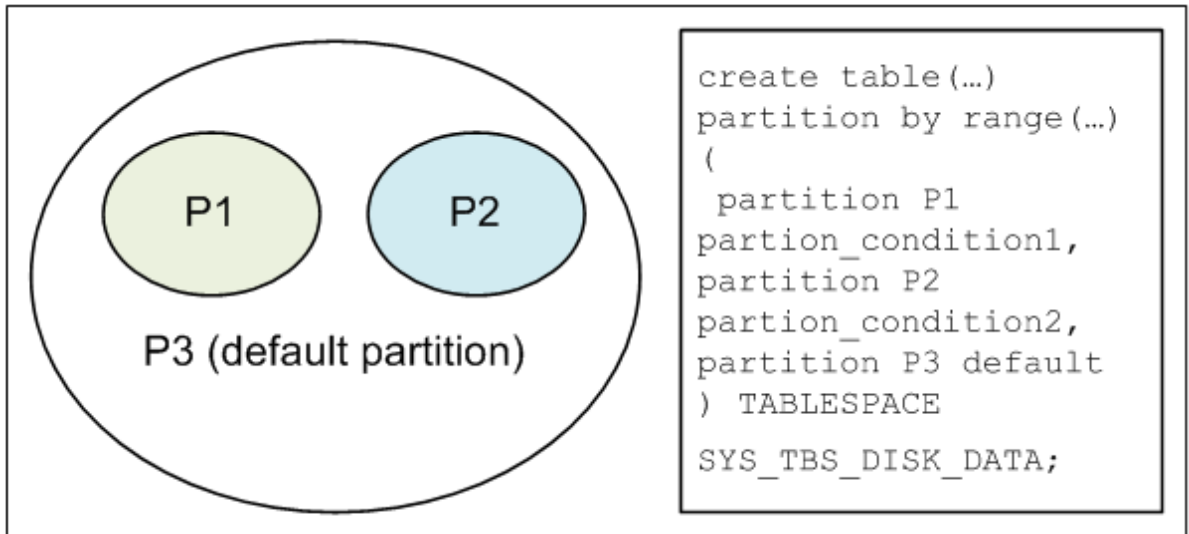 P1
P2
P3 (default partition)
create table(…)
partition by range(…)
(
partition P1
partion_condition1,
partition P2
partion_condition2,
partition P3 default
) TABLESPACE
SYS_TBS_DISK_DATA;